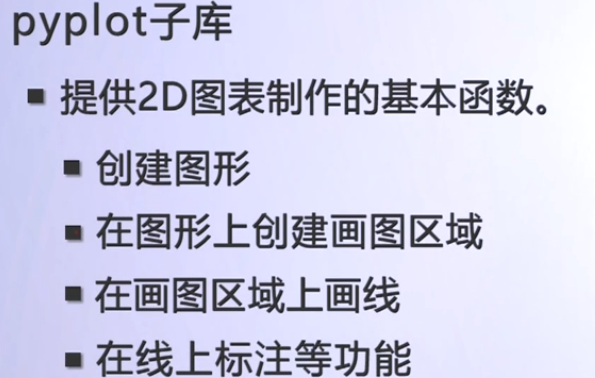 pyplot子库
提供2D图表制作的基本函数。
创建图形
在图形上创建画图区域
在画图区域上画线
在线上标注等功能